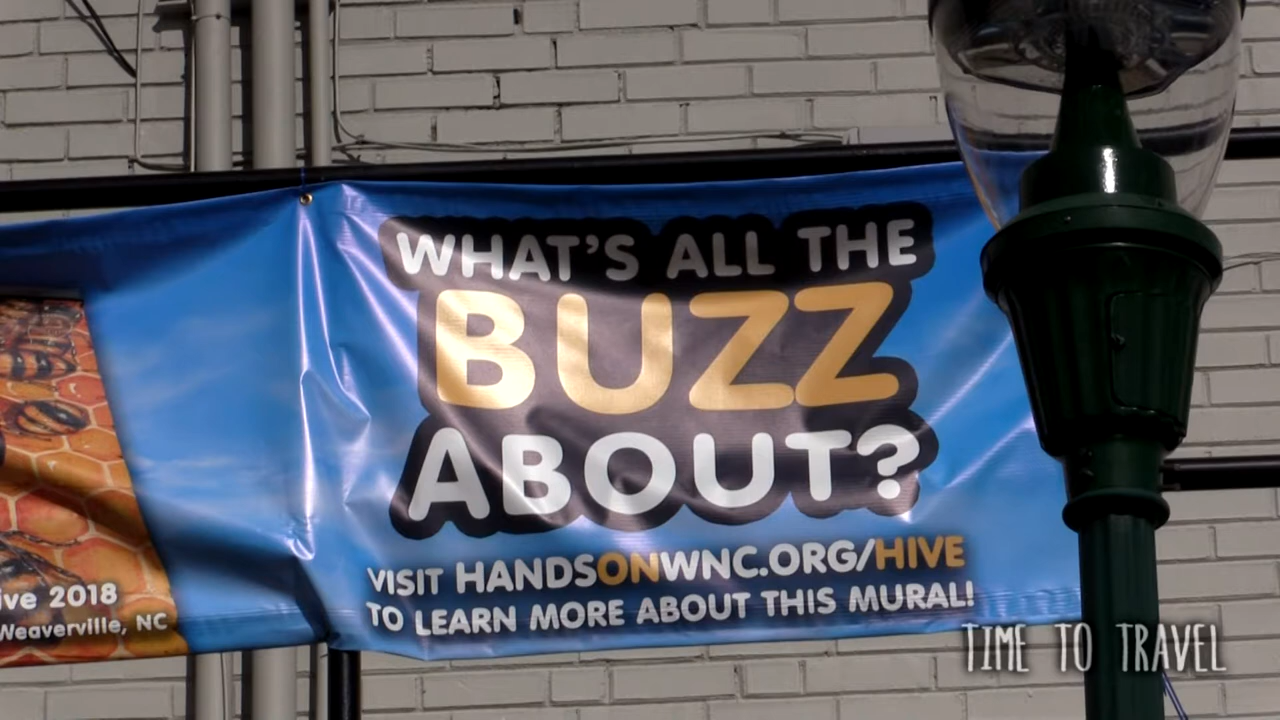 WHAT'S ALL THE
BUZZ
ABOUT?
VISIT HANDSONWNC.ORG/HIVE
TO LEARN MORE ABOUT THIS MURAL!
2018
Weaverville, NC
TIME TO TRAVEL